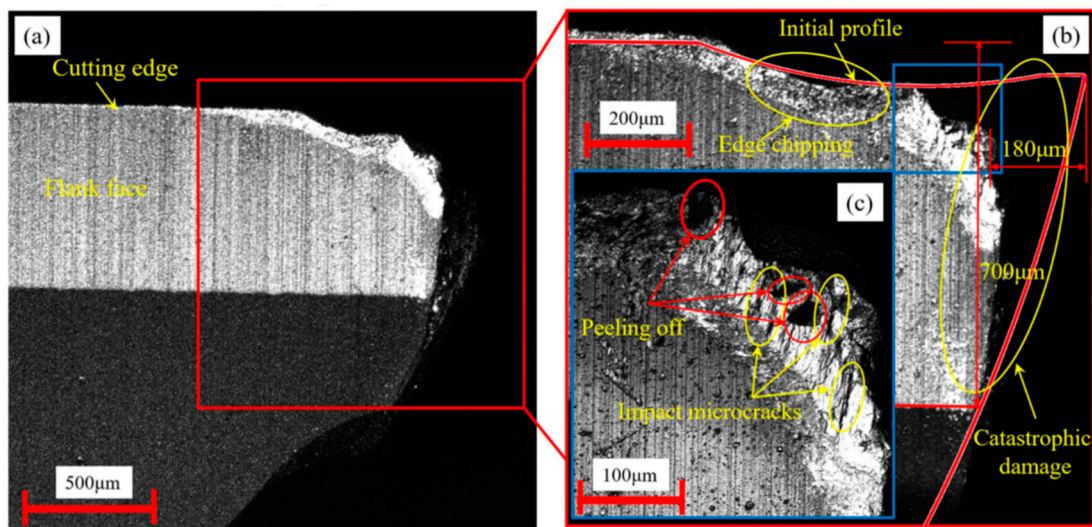 (a)
Cutting edge
Flank face
500μm
Initial profile
(b)
200μm
Edge chipping
180μm
(c)
700μm
Peeling off
Impact microcracks
Catastrophic
damage
100μm